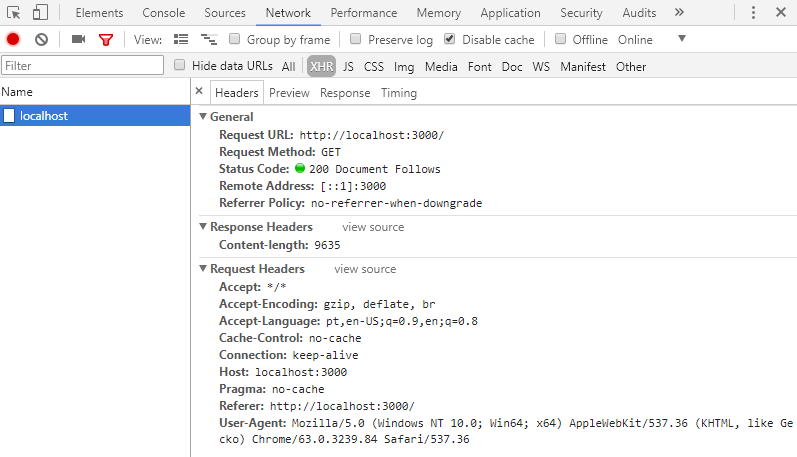 Elements Console Sources Network Performance Memory Application Security Audits »
View: Group by frame Preserve log Disable cache Offline Online
Filter Hide data URLs All XHR JS CSS Img Media Font Doc WS Manifest Other
Name
× Headers Preview Response Timing
localhost
General
Request URL: http://localhost:3000/
Request Method: GET
Status Code: 200 Document Follows
Remote Address: [::1]:3000
Referrer Policy: no-referrer-when-downgrade
Response Headers view source
Content-length: 9635
Request Headers view source
Accept: */*
Accept-Encoding: gzip, deflate, br
Accept-Language: pt,en-US;q=0.9,en;q=0.8
Cache-Control: no-cache
Connection: keep-alive
Host: localhost:3000
Pragma: no-cache
Referer: http://localhost:3000/
User-Agent: Mozilla/5.0 (Windows NT 10.0; Win64; x64) AppleWebKit/537.36 (KHTML, like Ge
cko) Chrome/63.0.3239.84 Safari/537.36